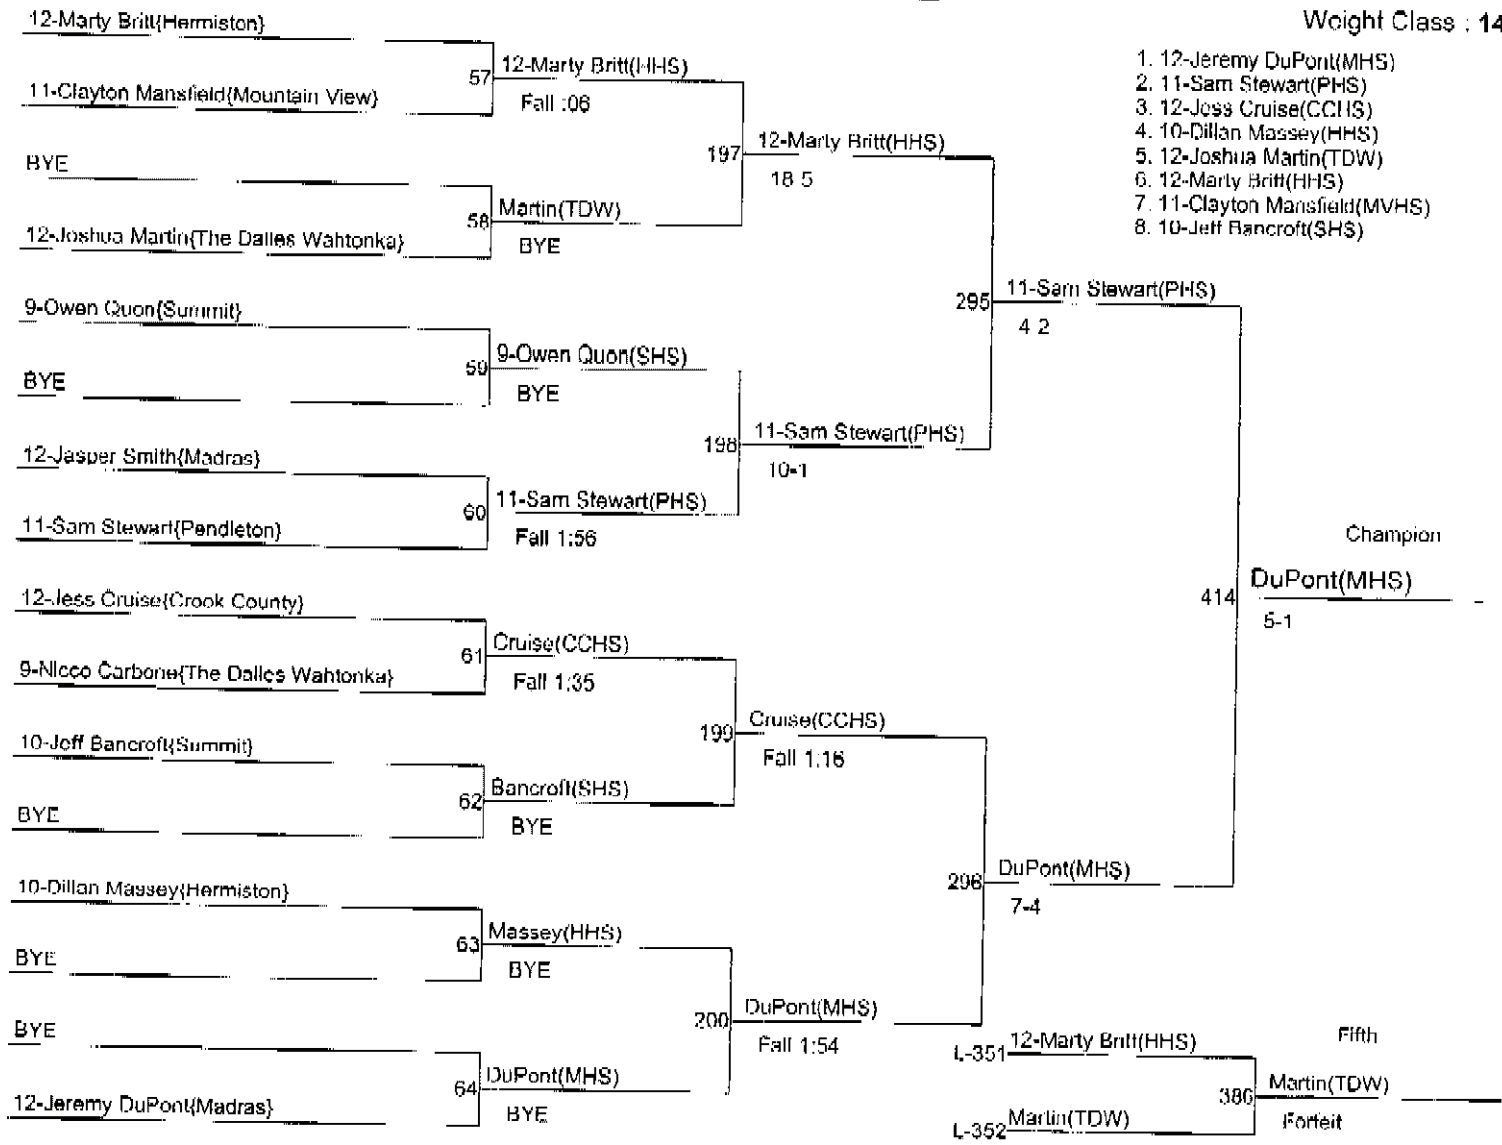 Weight Class : 14
1. 12-Jeremy DuPont(MHS)
2. 11-Sam Stewart(PHS)
3. 12-Jess Cruise(CCHS)
4. 10-Dillan Massey(HHS)
5. 12-Joshua Martin(TDW)
6. 12-Marty Britt(HHS)
7. 11-Clayton Mansfield(MVHS)
8. 10-Jeff Bancroft(SHS)
12-Marty Britt{Hermiston}
57
12-Marty Britt(HHS)
Fall :06
11-Clayton Mansfield{Mountain View}
197
12-Marty Britt(HHS)
18 5
BYE
58
Martin(TDW)
BYE
12-Joshua Martin{The Dalles Wahtonka}
295
11-Sam Stewart(PHS)
4 2
9-Owen Quon{Summit}
59
9-Owen Quon(SHS)
BYE
BYE
198
11-Sam Stewart(PHS)
10-1
12-Jasper Smith{Madras}
60
11-Sam Stewart(PHS)
Fall 1:56
11-Sam Stewart{Pendleton}
Champion
414
DuPont(MHS)
5-1
12-Jess Cruise{Crook County}
61
Cruise(CCHS)
Fall 1:35
9-Nicco Carbone{The Dalles Wahtonka}
199
Cruise(CCHS)
Fall 1:16
10-Jeff Bancroft{Summit}
62
Bancroft(SHS)
BYE
BYE
296
DuPont(MHS)
7-4
10-Dillan Massey{Hermiston}
63
Massey(HHS)
BYE
BYE
200
DuPont(MHS)
Fall 1:54
BYE
64
DuPont(MHS)
BYE
12-Jeremy DuPont{Madras}
Fifth
L-351
12-Marty Britt(HHS)
386
Martin(TDW)
Forfeit
L-352
Martin(TDW)